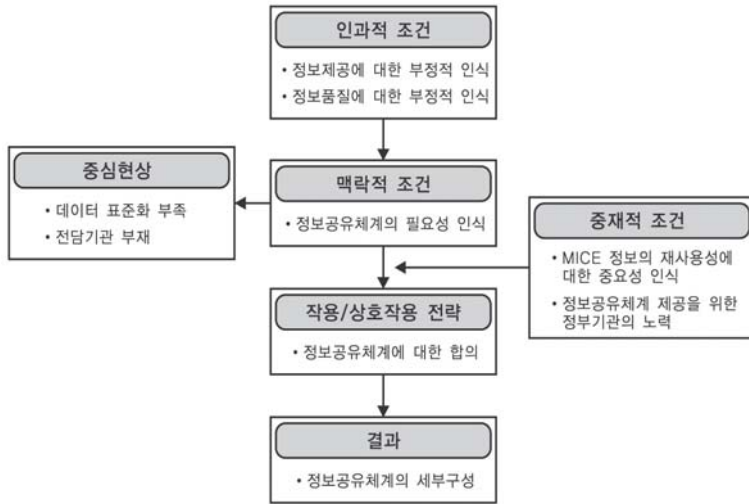 인과적 조건
• 정보제공에 대한 부정적 인식
• 정보품질에 대한 부정적 인식
중심현상
• 데이터 표준화 부족
• 전담기관 부재
맥락적 조건
• 정보공유체계의 필요성 인식
중재적 조건
• MICE 정보의 재사용성에
대한 중요성 인식
• 정보공유체계 제공을 위한
정부기관의 노력
작용/상호작용 전략
• 정보공유체계에 대한 합의
결과
• 정보공유체계의 세부구성